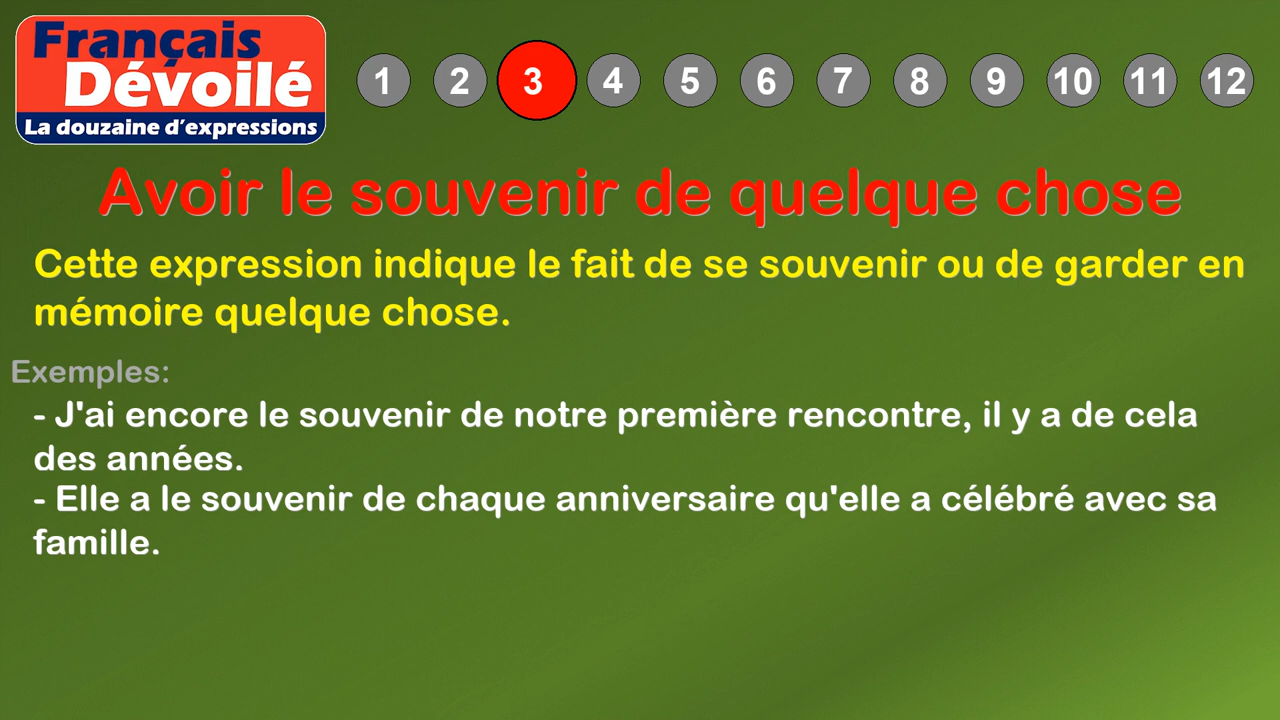 Français
Dévoilé
La douzaine d'expressions
1 2 3 4 5 6 7 8 9 10 11 12
Avoir le souvenir de quelque chose
Cette expression indique le fait de se souvenir ou de garder en
mémoire quelque chose.
Exemples:
- J'ai encore le souvenir de notre première rencontre, il y a de cela
des années.
- Elle a le souvenir de chaque anniversaire qu'elle a célébré avec sa
famille.